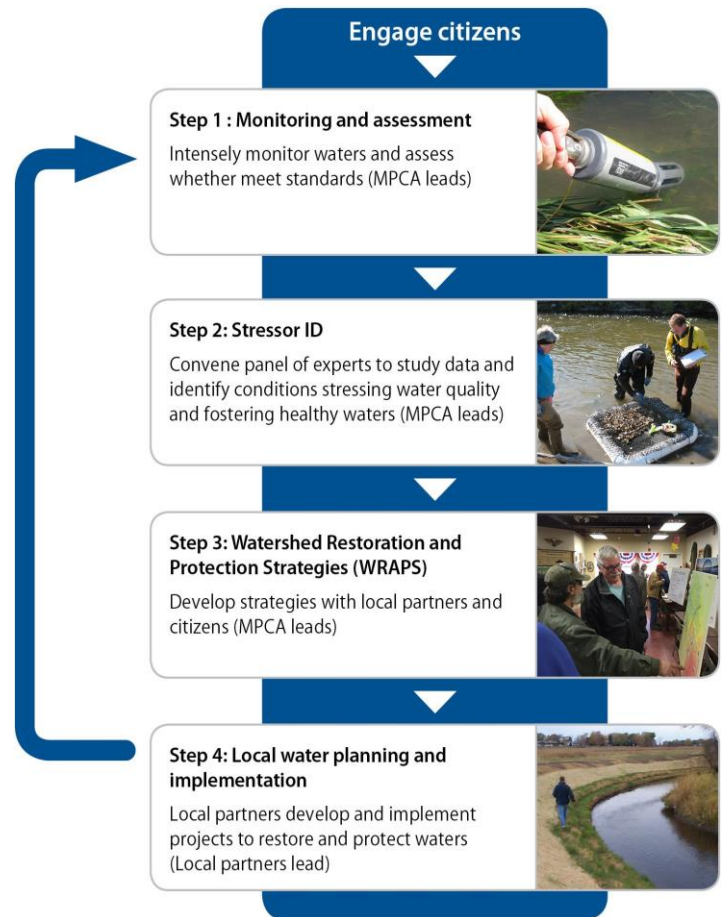 Engage citizens
Step 1 : Monitoring and assessment
Intensely monitor waters and assess
whether meet standards (MPCA leads)
Step 2: Stressor ID
Convene panel of experts to study data and
identify conditions stressing water quality
and fostering healthy waters (MPCA leads)
Step 3: Watershed Restoration and
Protection Strategies (WRAPS)
Develop strategies with local partners and
citizens (MPCA leads)
Step 4: Local water planning and
implementation
Local partners develop and implement
projects to restore and protect waters
(Local partners lead)